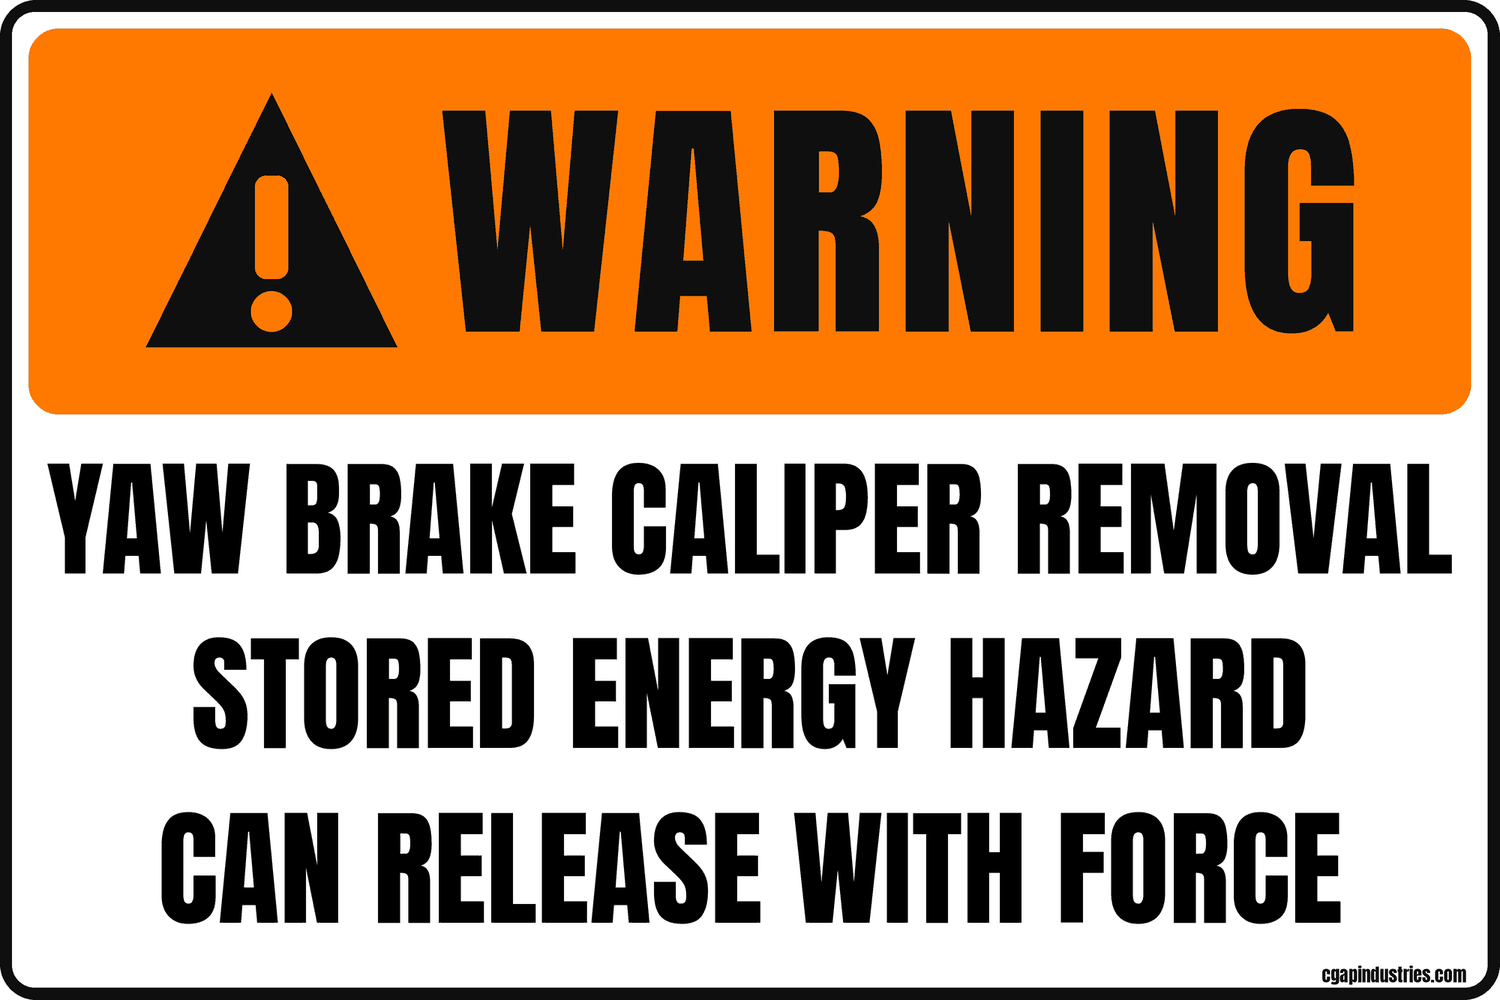 WARNING
YAW BRAKE CALIPER REMOVAL
STORED ENERGY HAZARD
CAN RELEASE WITH FORCE
cgapindustries.com